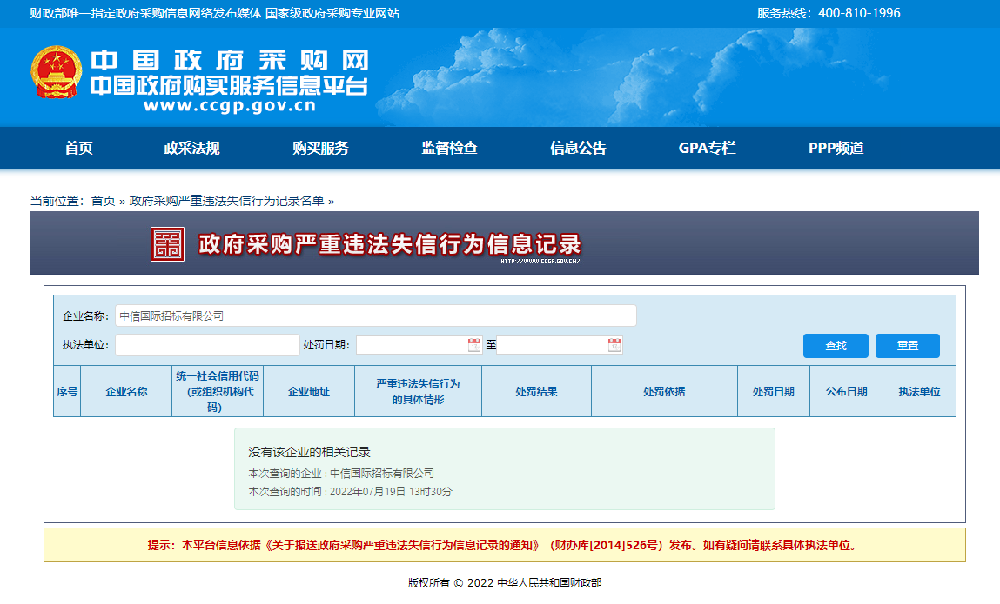 财政部唯一指定政府采购信息网络发布媒体 国家级政府采购专业网站
服务热线：400-810-1996
中国政府采购网
中国政府购买服务信息平台
www.ccgp.gov.cn
首页 政采法规 购买服务 监督检查 信息公告 GPA专栏 PPP频道
当前位置：首页 » 政府采购严重违法失信行为记录名单 »
政府采购严重违法失信行为信息记录
HTTP://WWW.CCGP.GOV.CN/
企业名称：中信国际招标有限公司
执法单位： 处罚日期： 至 查找 重置
序号 企业名称 统一社会信用代码（或组织机构代码） 企业地址 严重违法失信行为的具体情形 处罚结果 处罚依据 处罚日期 公布日期 执法单位
没有该企业的相关记录
本次查询的企业 : 中信国际招标有限公司
本次查询的时间 : 2022年07月19日 13时30分
提示：本平台信息依据《关于报送政府采购严重违法失信行为信息记录的通知》（财办库[2014]526号）发布。如有疑问请联系具体执法单位。
版权所有 © 2022 中华人民共和国财政部